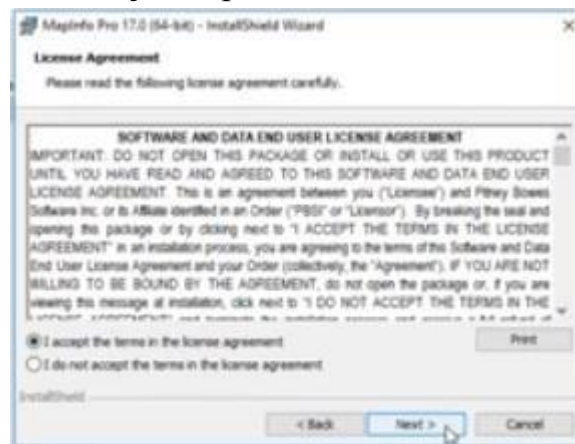 MapInfo Pro 17.0 (64-bit) - InstallShield Wizard
License Agreement
Please read the following license agreement carefully.
SOFTWARE AND DATA END USER LICENSE AGREEMENT
IMPORTANT: DO NOT OPEN THIS PACKAGE OR INSTALL OR USE THIS PRODUCT
UNTIL YOU HAVE READ AND AGREED TO THIS SOFTWARE AND DATA END USER
LICENSE AGREEMENT. This is an agreement between you ("Licensee") and Pitney Bowes
Software Inc. or its Affiliate identified in an Order ("PBSI" or "Licensor"). By breaking the seal and
opening this package or by clicking next to "I ACCEPT THE TERMS IN THE LICENSE
AGREEMENT" in an installation process, you are agreeing to the terms of this Software and Data
End User License Agreement and your Order (collectively, the "Agreement"). IF YOU ARE NOT
WILLING TO BE BOUND BY THE AGREEMENT, do not open the package or, if you are
viewing this message at installation, click next to "I DO NOT ACCEPT THE TERMS IN THE
I accept the terms in the license agreement
Print
I do not accept the terms in the license agreement
InstallShield
< Back
Next >
Cancel